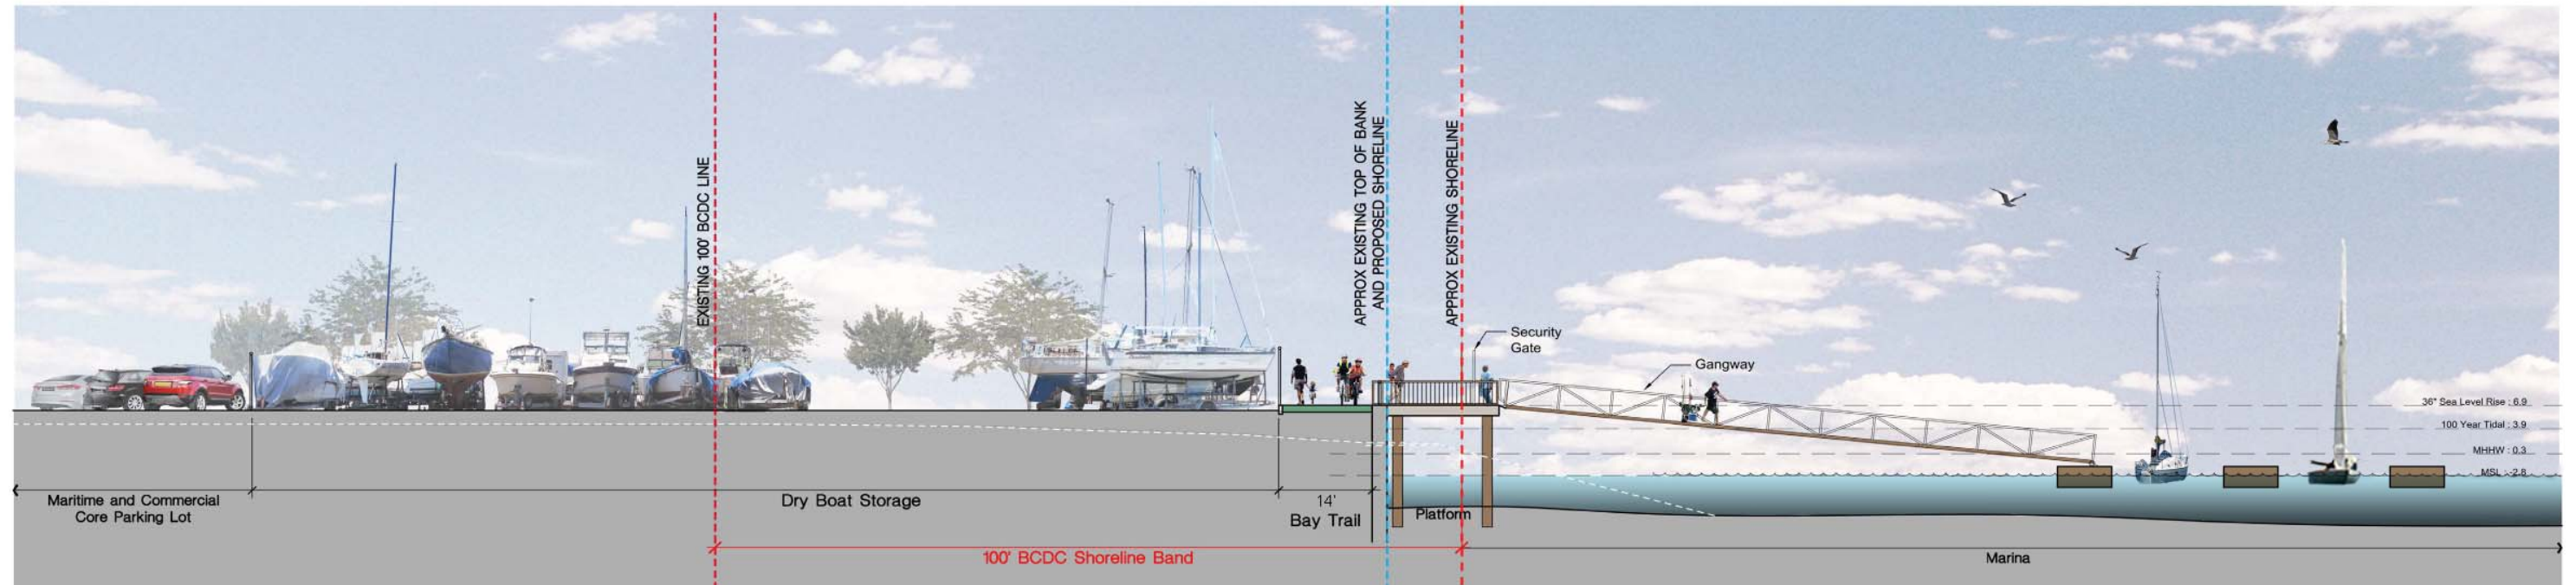 EXISTING 100' BCDC LINE
APPROX EXISTING TOP OF BANK
AND PROPOSED SHORELINE
APPROX EXISTING SHORELINE
Security
Gate
Gangway
36" Sea Level Rise : 6.9
100 Year Tidal : 3.9
MHHW : 0.3
MSL : -2.8
Maritime and Commercial
Core Parking Lot
Dry Boat Storage
14'
Bay Trail
Platform
100' BCDC Shoreline Band
Marina